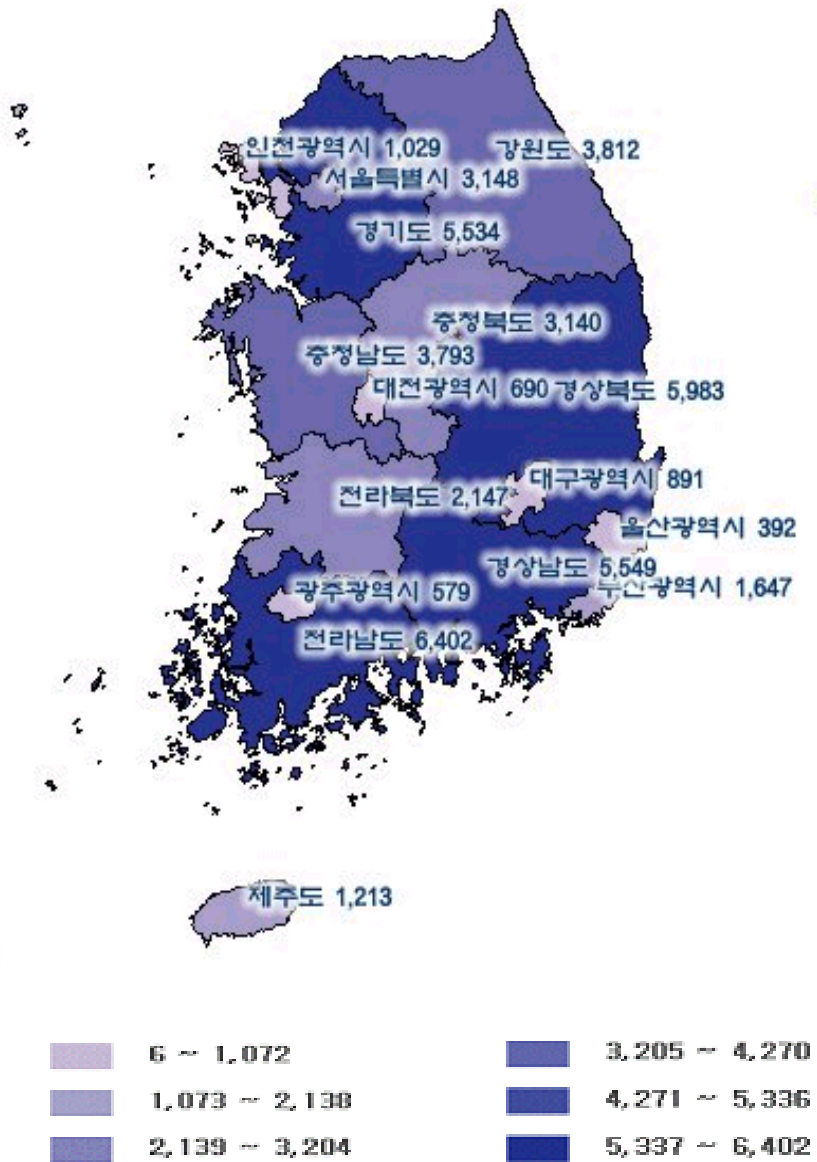 인천광역시 1,029
강원도 3,812
서울특별시 3,148
경기도 5,534
충청북도 3,140
충청남도 3,793
대전광역시 690
경상북도 5,983
대구광역시 891
전라북도 2,147
울산광역시 392
경상남도 5,549
부산광역시 1,647
광주광역시 579
전라남도 6,402
제주도 1,213
6 ~ 1,072
3,205 ~ 4,270
1,073 ~ 2,138
4,271 ~ 5,336
2,139 ~ 3,204
5,337 ~ 6,402